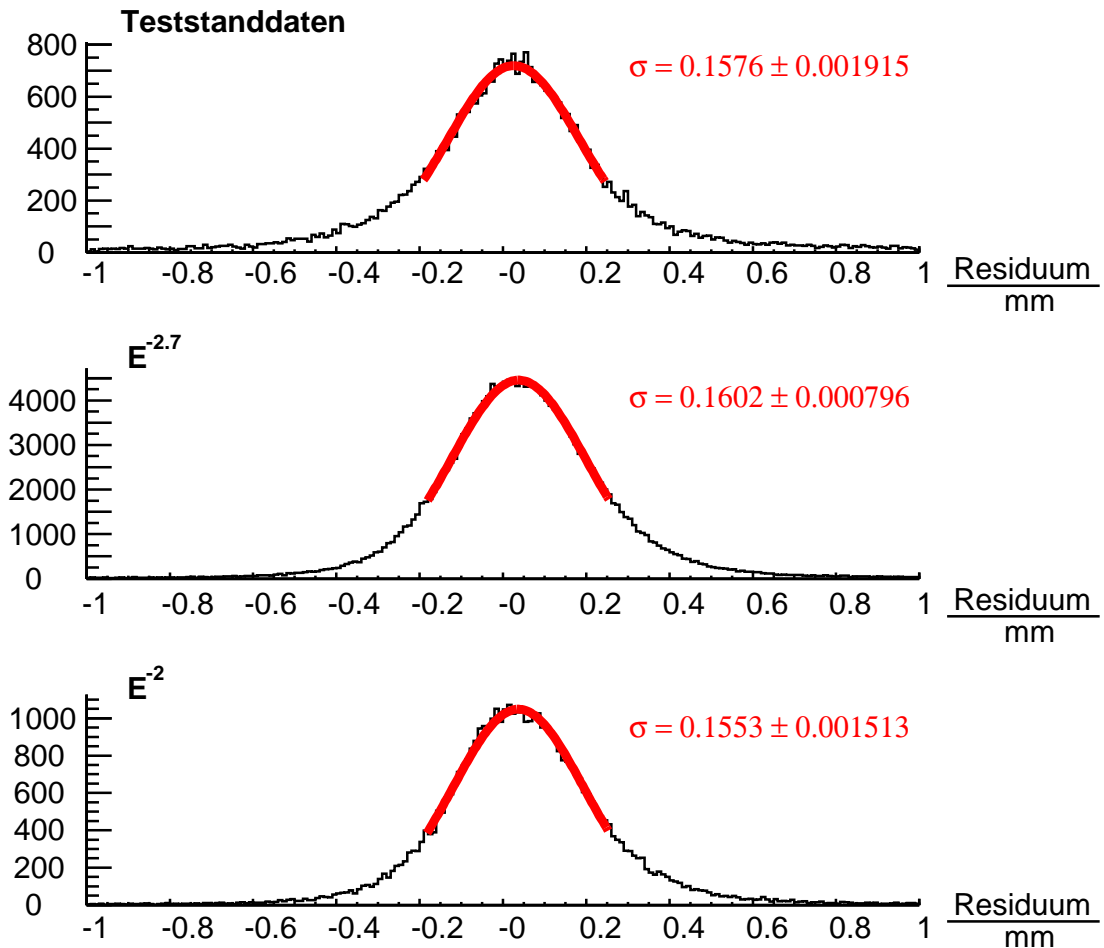 Teststanddaten
800
600
400
200
0
σ = 0.1576 ± 0.001915
-1 -0.8 -0.6 -0.4 -0.2 -0 0.2 0.4 0.6 0.8 1
Residuum
mm
E^-2.7
4000
3000
2000
1000
0
σ = 0.1602 ± 0.000796
-1 -0.8 -0.6 -0.4 -0.2 -0 0.2 0.4 0.6 0.8 1
Residuum
mm
E^-2
1000
800
600
400
200
0
σ = 0.1553 ± 0.001513
-1 -0.8 -0.6 -0.4 -0.2 -0 0.2 0.4 0.6 0.8 1
Residuum
mm